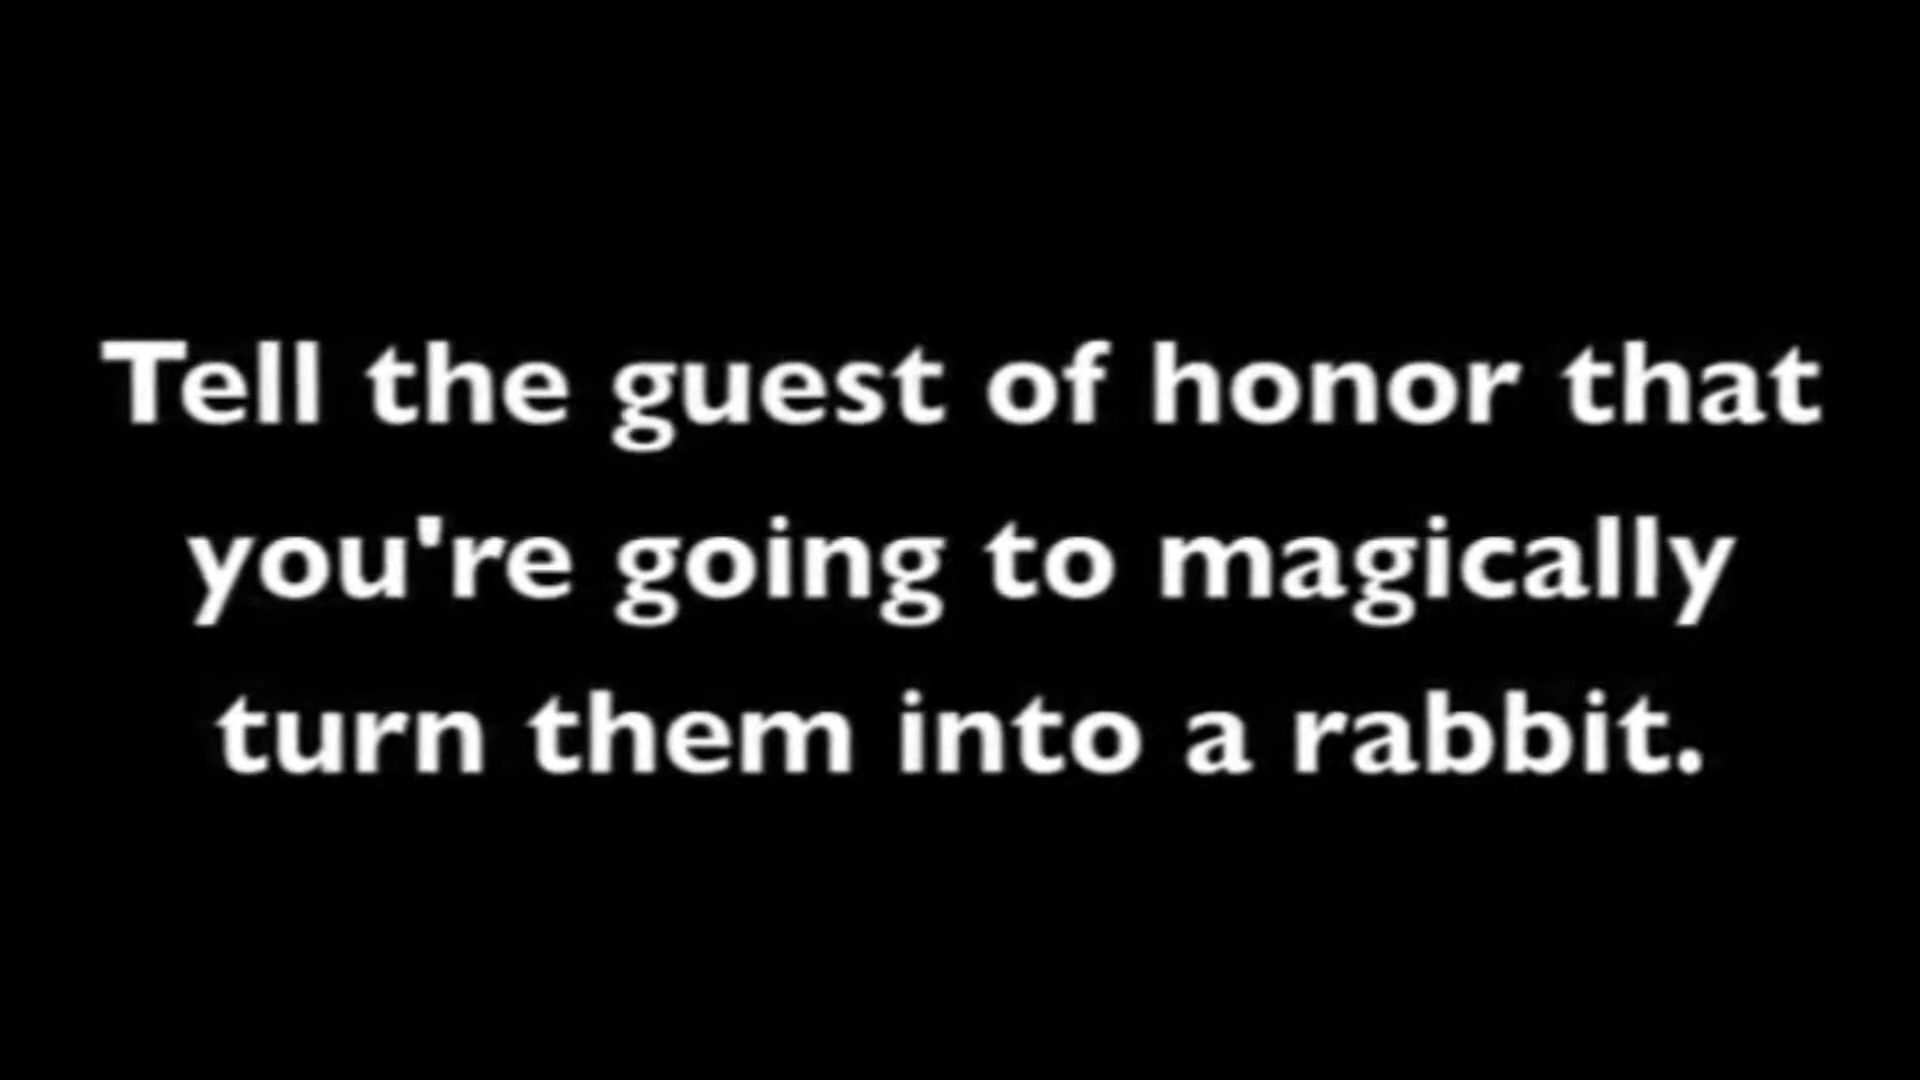 Tell the guest of honor that
you're going to magically
turn them into a rabbit.